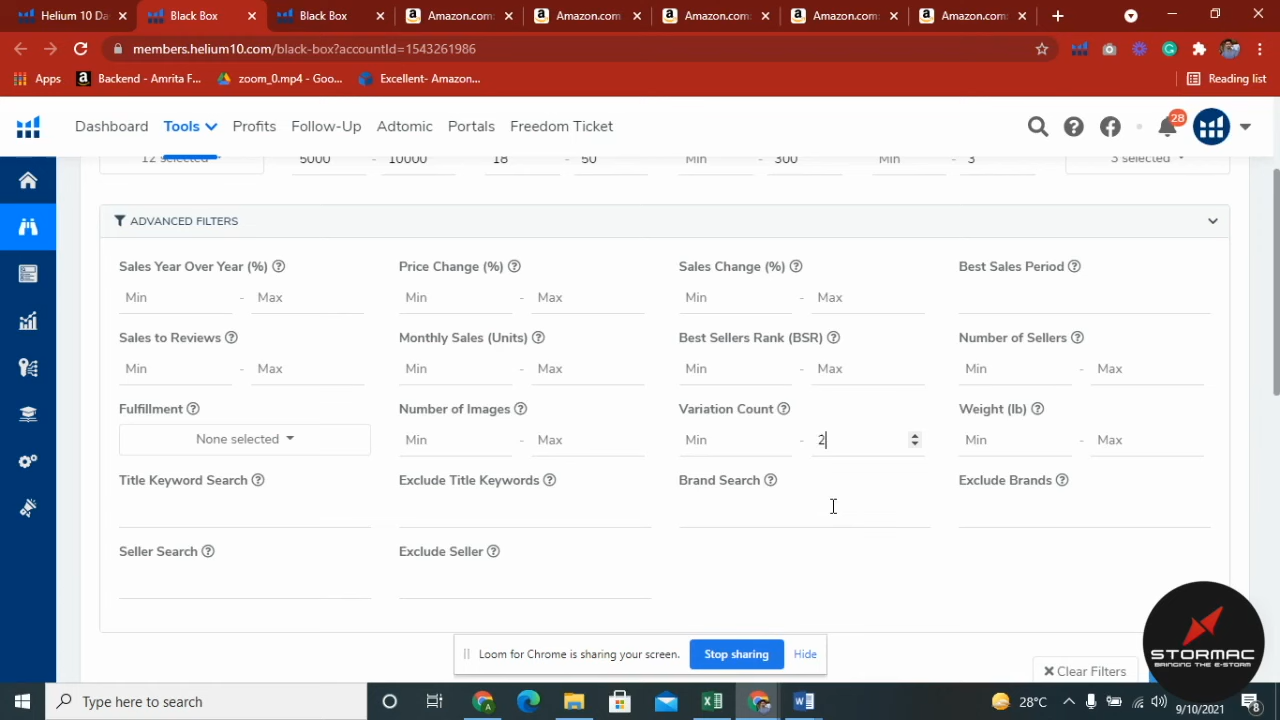 Helium 10 Da
Black Box
Black Box
Amazon.com:
Amazon.com:
Amazon.com:
Amazon.com:
Amazon.com:
members.helium10.com/black-box?accountId=1543261986
Apps
Backend - Amrita F...
zoom_0.mp4 - Goo...
Excellent- Amazon...
Reading list
Dashboard
Tools
Profits
Follow-Up
Adtomic
Portals
Freedom Ticket
28
12 selected
5000 - 10000
18 - 50
Min - 300
Min - 3
3 selected
ADVANCED FILTERS
Sales Year Over Year (%)
Price Change (%)
Sales Change (%)
Best Sales Period
Min - Max
Min - Max
Min - Max
Sales to Reviews
Monthly Sales (Units)
Best Sellers Rank (BSR)
Number of Sellers
Min - Max
Min - Max
Min - Max
Min - Max
Fulfillment
Number of Images
Variation Count
Weight (lb)
None selected
Min - Max
Min - 2
Min - Max
Title Keyword Search
Exclude Title Keywords
Brand Search
Exclude Brands
Seller Search
Exclude Seller
Loom for Chrome is sharing your screen.
Stop sharing
Hide
Clear Filters
STORMAC
BRINGING THE E-STORM
Type here to search
28°C
9/10/2021
8